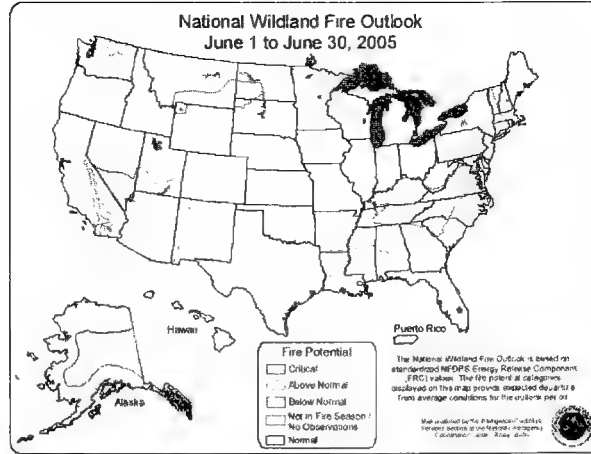 National Wildland Fire Outlook
June 1 to June 30, 2005
Hawaii
Alaska
Puerto Rico
Fire Potential
Critical
Above Normal
Below Normal
Not in Fire Season /
No Observations
Normal
The National Wildland Fire Outlook is based on
standardized NFDPS Energy Release Component
(ERC) values. The fire potential categories
displayed on this map provide expected departure
from average conditions for the outlook period